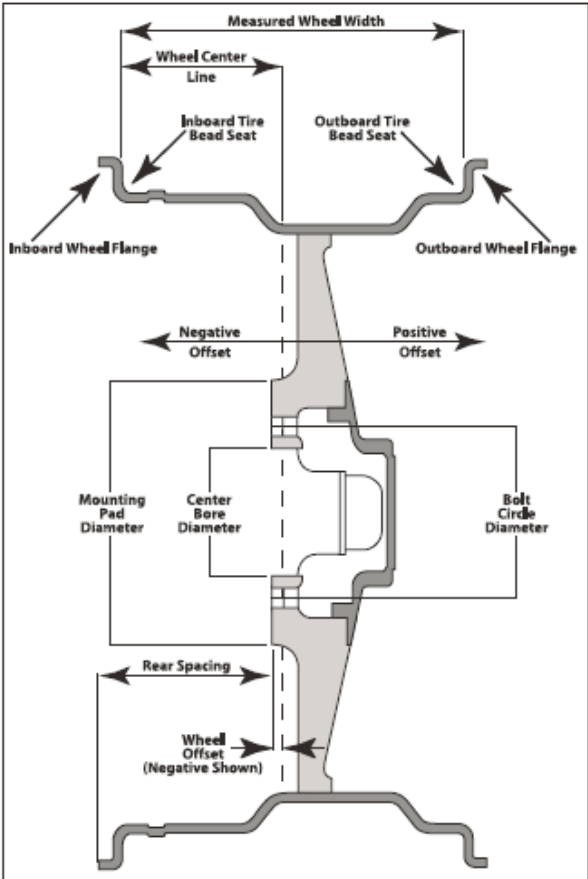 Measured Wheel Width
Wheel Center
Line
Inboard Tire
Bead Seat
Outboard Tire
Bead Seat
Inboard Wheel Flange
Outboard Wheel Flange
Negative
Offset
Positive
Offset
Mounting
Pad
Diameter
Center
Bore
Diameter
Bolt
Circle
Diameter
Rear Spacing
Wheel
Offset
(Negative Shown)